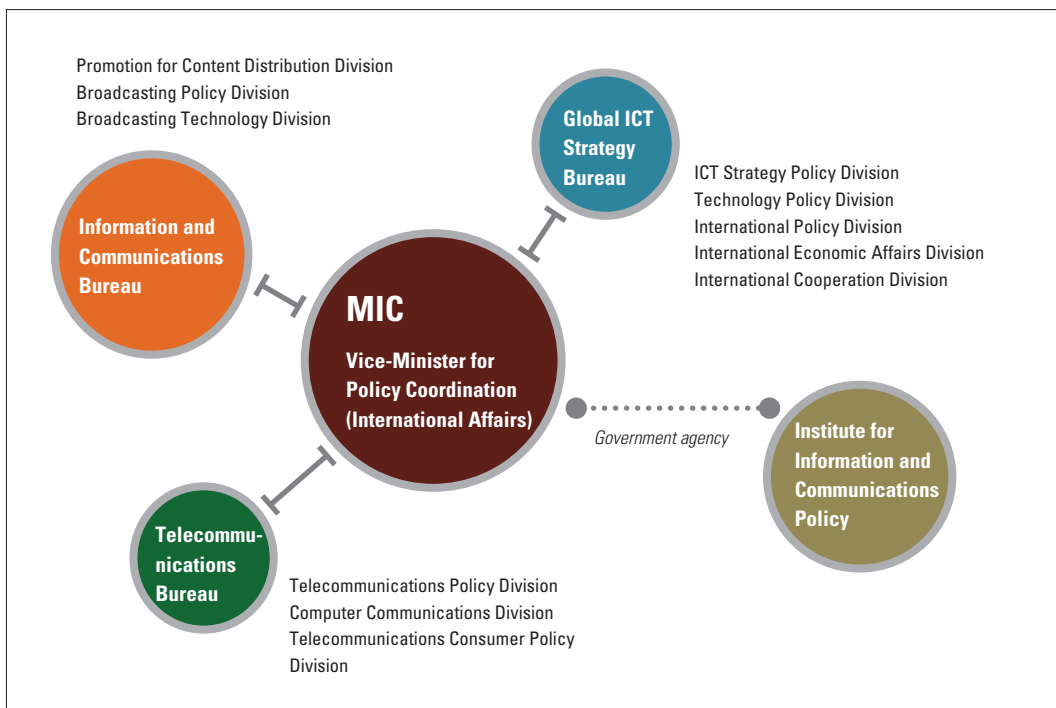 Promotion for Content Distribution Division
Broadcasting Policy Division
Broadcasting Technology Division
Global ICT
Strategy
Bureau
ICT Strategy Policy Division
Technology Policy Division
International Policy Division
International Economic Affairs Division
International Cooperation Division
Information and
Communications
Bureau
MIC
Vice-Minister for
Policy Coordination
(International Affairs)
Government agency
Institute for
Information and
Communications
Policy
Telecommu-
nications
Bureau
Telecommunications Policy Division
Computer Communications Division
Telecommunications Consumer Policy
Division